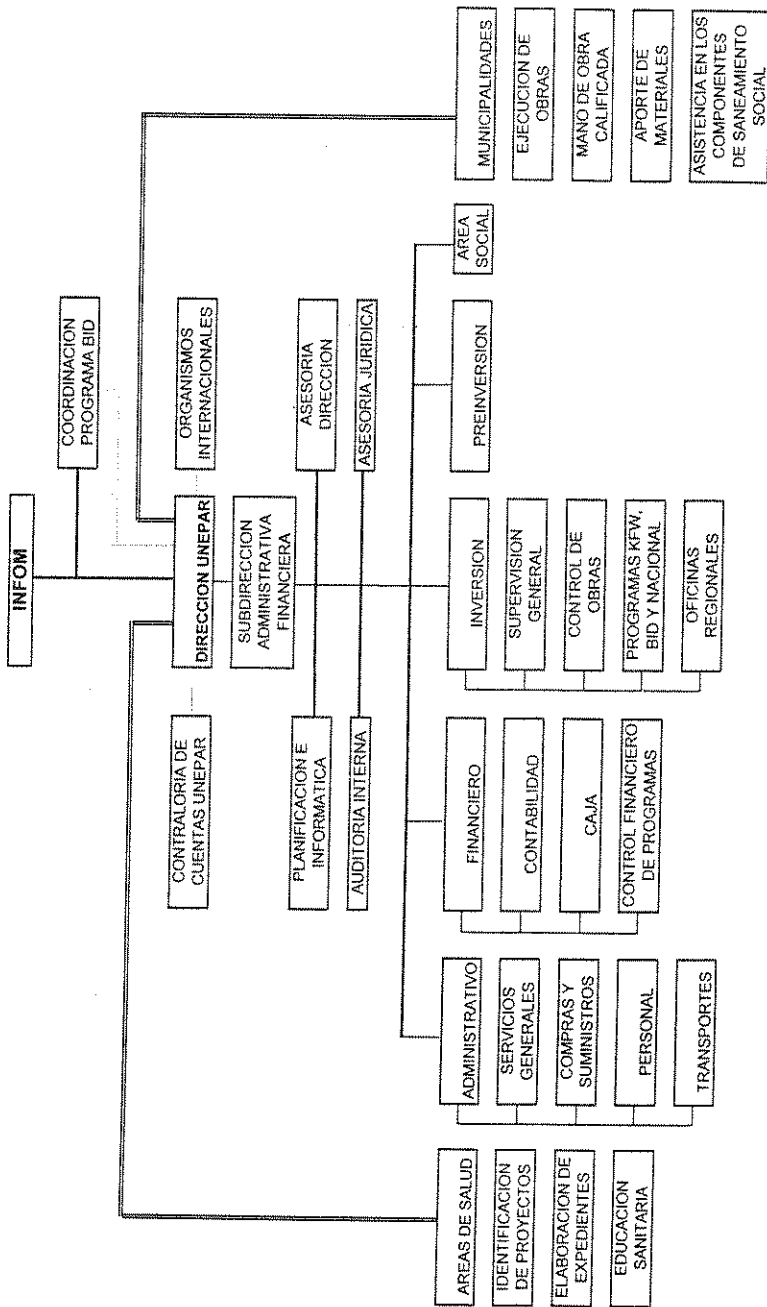 INFOM
COORDINACION
PROGRAMA BID
CONTRALORIA DE
CUENTAS UNEPAR
DIRECCION UNEPAR
ORGANISMOS
INTERNACIONALES
SUBDIRECCION
ADMINISTRATIVA
FINANCIERA
PLANIFICACION E
INFORMATICA
ASESORIA
DIRECCION
AUDITORIA INTERNA
ASESORIA JURIDICA
AREAS DE SALUD
IDENTIFICACION
DE PROYECTOS
ELABORACION DE
EXPEDIENTES
EDUCACION
SANITARIA
ADMINISTRATIVO
SERVICIOS
GENERALES
COMPRAS Y
SUMINISTROS
PERSONAL
TRANSPORTES
FINANCIERO
CONTABILIDAD
CAJA
CONTROL FINANCIERO
DE PROGRAMAS
INVERSION
SUPERVISION
GENERAL
CONTROL DE
OBRAS
PROGRAMAS KFW,
BID Y NACIONAL
OFICINAS
REGIONALES
PREINVERSION
AREA
SOCIAL
MUNICIPALIDADES
EJECUCION DE
OBRAS
MANO DE OBRA
CALIFICADA
APORTE DE
MATERIALES
ASISTENCIA EN LOS
COMPONENTES
DE SANEAMIENTO
SOCIAL